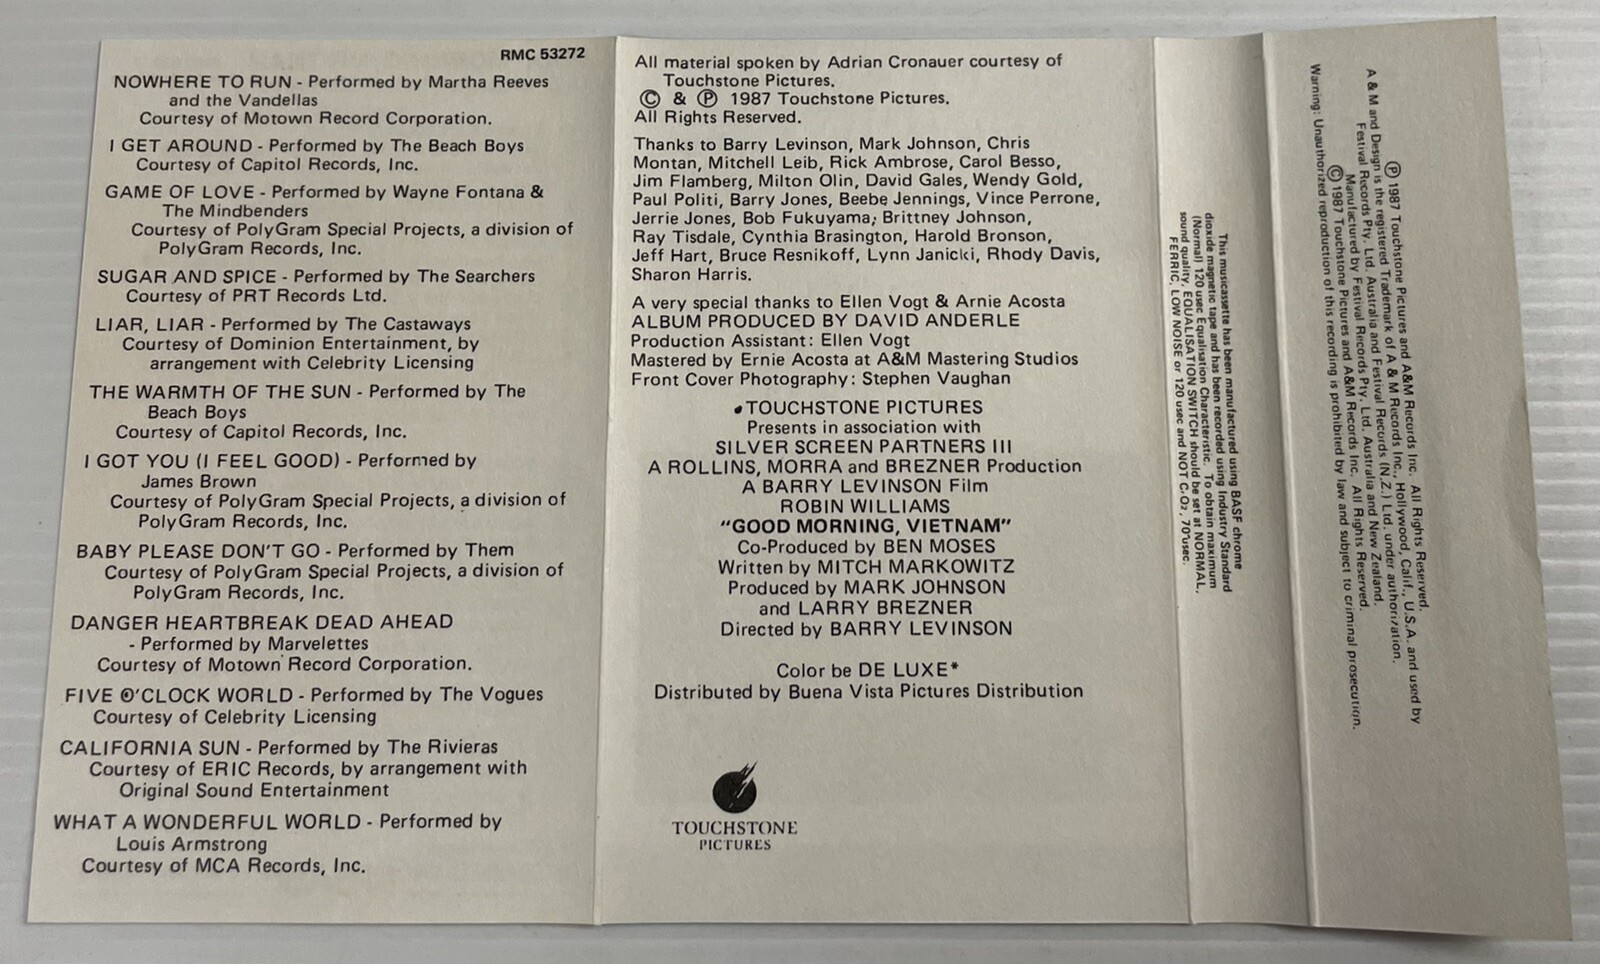 RMC 53272
NOWHERE TO RUN - Performed by Martha Reeves
and the Vandellas
Courtesy of Motown Record Corporation.
I GET AROUND - Performed by The Beach Boys
Courtesy of Capitol Records, Inc.
GAME OF LOVE - Performed by Wayne Fontana &
The Mindbenders
Courtesy of PolyGram Special Projects, a division of
PolyGram Records, Inc.
SUGAR AND SPICE - Performed by The Searchers
Courtesy of PRT Records Ltd.
LIAR, LIAR - Performed by The Castaways
Courtesy of Dominion Entertainment, by
arrangement with Celebrity Licensing
THE WARMTH OF THE SUN - Performed by The
Beach Boys
Courtesy of Capitol Records, Inc.
I GOT YOU (I FEEL GOOD) - Performed by
James Brown
Courtesy of PolyGram Special Projects, a division of
PolyGram Records, Inc.
BABY PLEASE DON'T GO - Performed by Them
Courtesy of PolyGram Special Projects, a division of
PolyGram Records, Inc.
DANGER HEARTBREAK DEAD AHEAD
- Performed by Marvelettes
Courtesy of Motown Record Corporation.
FIVE O'CLOCK WORLD - Performed by The Vogues
Courtesy of Celebrity Licensing
CALIFORNIA SUN - Performed by The Rivieras
Courtesy of ERIC Records, by arrangement with
Original Sound Entertainment
WHAT A WONDERFUL WORLD - Performed by
Louis Armstrong
Courtesy of MCA Records, Inc.
All material spoken by Adrian Cronauer courtesy of
Touchstone Pictures.
© & ℗ 1987 Touchstone Pictures.
All Rights Reserved.
Thanks to Barry Levinson, Mark Johnson, Chris
Montan, Mitchell Leib, Rick Ambrose, Carol Besso,
Jim Flamberg, Milton Olin, David Gales, Wendy Gold,
Paul Politi, Barry Jones, Beebe Jennings, Vince Perrone,
Jerrie Jones, Bob Fukuyama; Brittney Johnson,
Ray Tisdale, Cynthia Brasington, Harold Bronson,
Jeff Hart, Bruce Resnikoff, Lynn Janicki, Rhody Davis,
Sharon Harris.
A very special thanks to Ellen Vogt & Arnie Acosta
ALBUM PRODUCED BY DAVID ANDERLE
Production Assistant: Ellen Vogt
Mastered by Ernie Acosta at A&M Mastering Studios
Front Cover Photography: Stephen Vaughan
TOUCHSTONE PICTURES
Presents in association with
SILVER SCREEN PARTNERS III
A ROLLINS, MORRA and BREZNER Production
A BARRY LEVINSON Film
ROBIN WILLIAMS
"GOOD MORNING, VIETNAM"
Co-Produced by BEN MOSES
Written by MITCH MARKOWITZ
Produced by MARK JOHNSON
and LARRY BREZNER
Directed by BARRY LEVINSON
Color be DE LUXE*
Distributed by Buena Vista Pictures Distribution
TOUCHSTONE
PICTURES
This musicassette has been manufactured using BASF chrome
dioxide magnetic tape and has been recorded using Industry Standard
(Normal) 120 usec Equalisation Characteristic. To obtain maximum
sound quality, EQUALISATION SWITCH should be set at NORMAL,
FERRIC, LOW NOISE or 120 usec and NOT CrO₂, 70 usec.
℗ 1987 Touchstone Pictures and A&M Records Inc. All Rights Reserved.
A & M and Design is the registered Trademark of A & M Records Inc., Hollywood, Calif., U.S.A. and used by
Festival Records Pty. Ltd. Australia and Festival Records (N.Z.) Ltd. under authorization.
Manufactured by Festival Records Pty. Ltd. Australia and New Zealand.
© 1987 Touchstone Pictures and A&M Records Inc. All Rights Reserved.
Warning: Unauthorized reproduction of this recording is prohibited by law and subject to criminal prosecution.